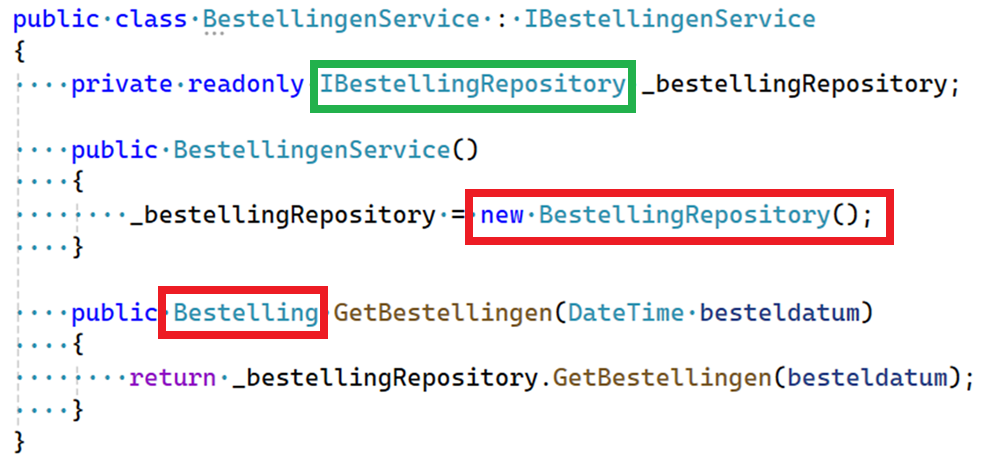 public class BestellingenService : IBestellingenService
{
    private readonly IBestellingRepository _bestellingRepository;
    public BestellingenService()
    {
        _bestellingRepository = new BestellingRepository();
    }
    public Bestelling GetBestellingen(DateTime besteldatum)
    {
        return _bestellingRepository.GetBestellingen(besteldatum);
    }
}